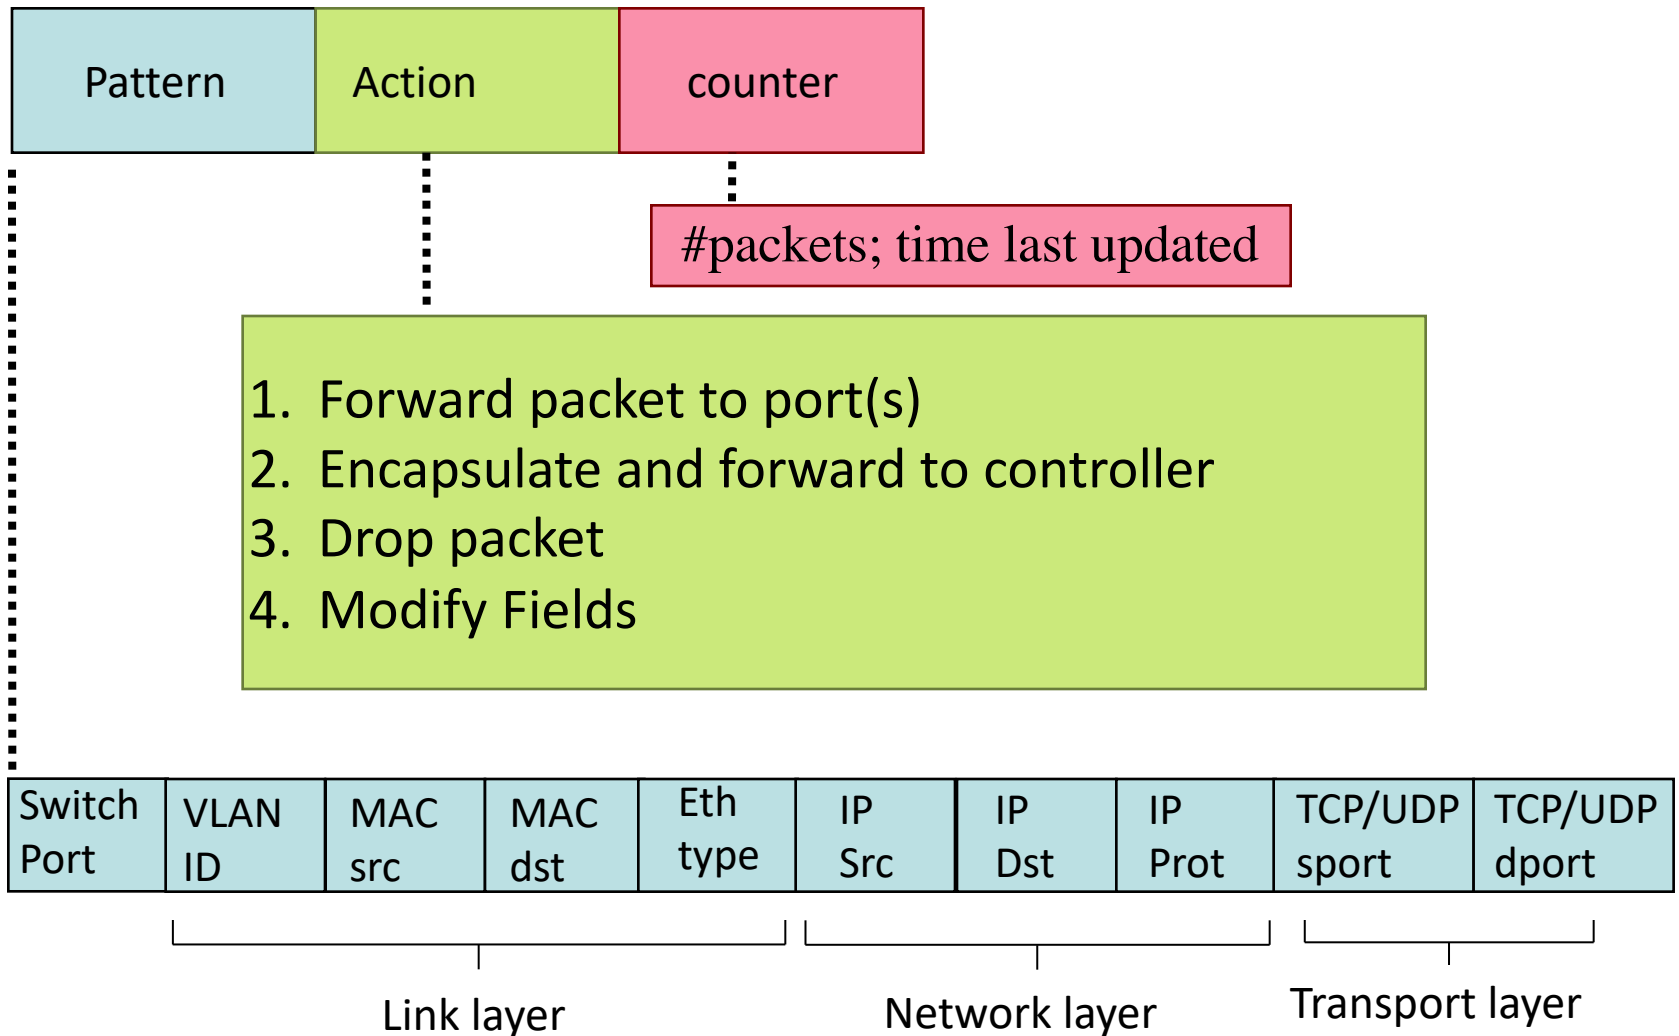 Pattern
Action
counter
#packets; time last updated
1. Forward packet to port(s)
2. Encapsulate and forward to controller
3. Drop packet
4. Modify Fields
Switch
Port
VLAN
ID
MAC
src
MAC
dst
Eth
type
IP
Src
IP
Dst
IP
Prot
TCP/UDP
sport
TCP/UDP
dport
Link layer
Network layer
Transport layer